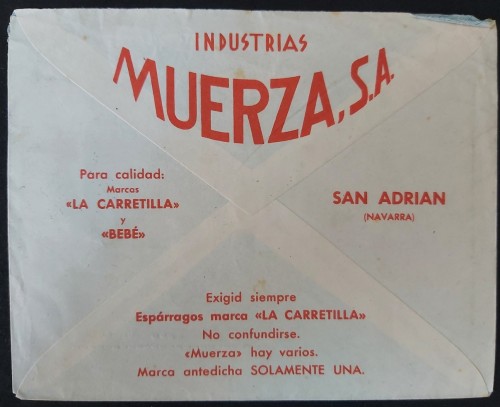 INDUSTRIAS
MUERZA, S.A.
Para calidad:
Marcas
«LA CARRETILLA»
y
«BEBÉ»
SAN ADRIAN
(NAVARRA)
Exigid siempre
Espárragos marca «LA CARRETILLA»
No confundirse.
«Muerza» hay varios.
Marca antedicha SOLAMENTE UNA.